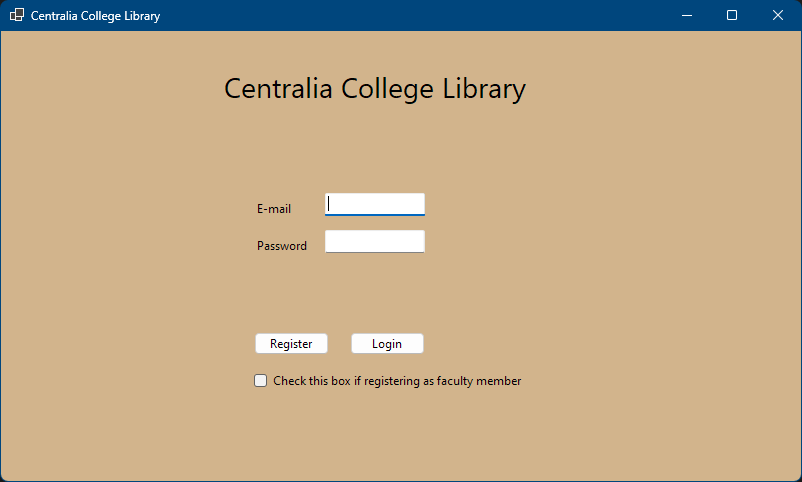 Centralia College Library
Centralia College Library
E-mail
Password
Register Login
Check this box if registering as faculty member